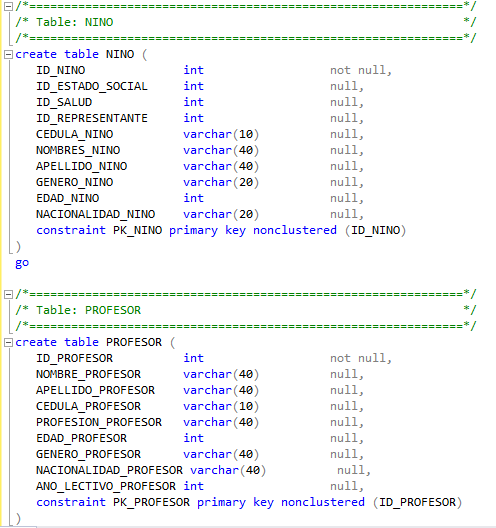 /*==============================================================*/
/* Table: NINO                                                  */
/*==============================================================*/
create table NINO (
   ID_NINO              int                  not null,
   ID_ESTADO_SOCIAL     int                  null,
   ID_SALUD             int                  null,
   ID_REPRESENTANTE     int                  null,
   CEDULA_NINO          varchar(10)          null,
   NOMBRES_NINO         varchar(40)          null,
   APELLIDO_NINO        varchar(40)          null,
   GENERO_NINO          varchar(20)          null,
   EDAD_NINO            int                  null,
   NACIONALIDAD_NINO    varchar(20)          null,
   constraint PK_NINO primary key nonclustered (ID_NINO)
)
go
/*==============================================================*/
/* Table: PROFESOR                                              */
/*==============================================================*/
create table PROFESOR (
   ID_PROFESOR          int                  not null,
   NOMBRE_PROFESOR      varchar(40)          null,
   APELLIDO_PROFESOR    varchar(40)          null,
   CEDULA_PROFESOR      varchar(10)          null,
   PROFESION_PROFESOR   varchar(40)          null,
   EDAD_PROFESOR        int                  null,
   GENERO_PROFESOR      varchar(40)          null,
   NACIONALIDAD_PROFESOR varchar(40)          null,
   ANO_LECTIVO_PROFESOR int                  null,
   constraint PK_PROFESOR primary key nonclustered (ID_PROFESOR)
)